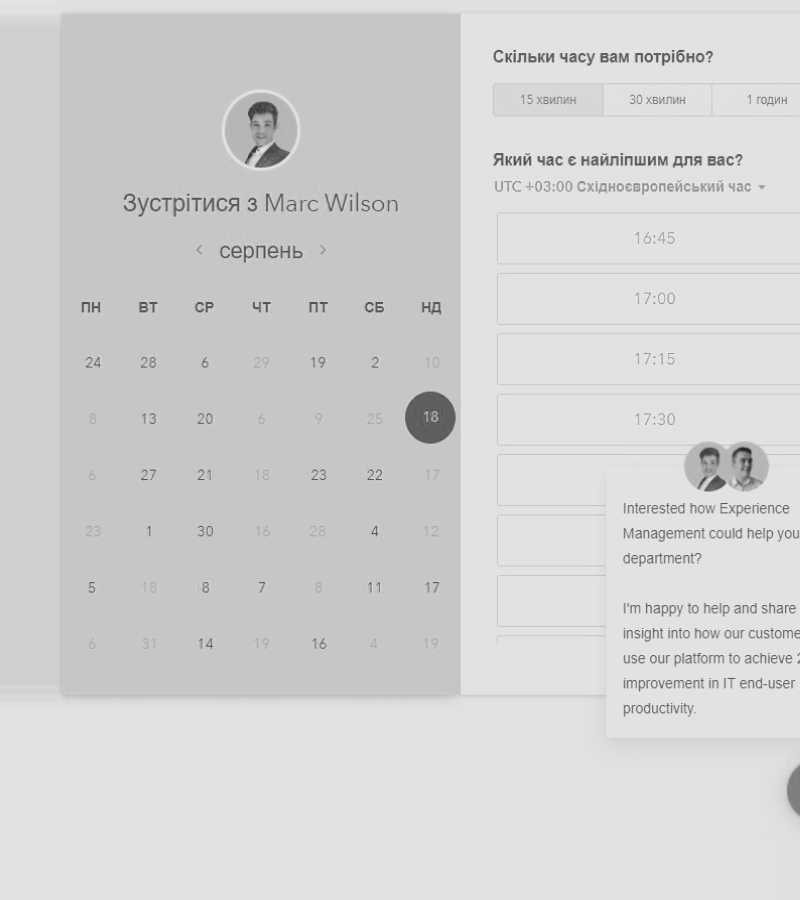 Зустрітися з Marc Wilson
серпень
ПН ВТ СР ЧТ ПТ СБ НД
24 28 6 29 19 2 10
8 13 20 6 9 25 18
6 27 21 18 23 22 17
23 1 30 16 28 4 12
5 18 8 7 8 11 17
6 31 14 19 16 4 19
Скільки часу вам потрібно?
15 хвилин 30 хвилин 1 годин
Який час є найліпшим для вас?
UTC +03:00 Східноєвропейський час
16:45
17:00
17:15
17:30
Interested how Experience
Management could help you
department?
I'm happy to help and share
insight into how our custome
use our platform to achieve 2
improvement in IT end-user
productivity.